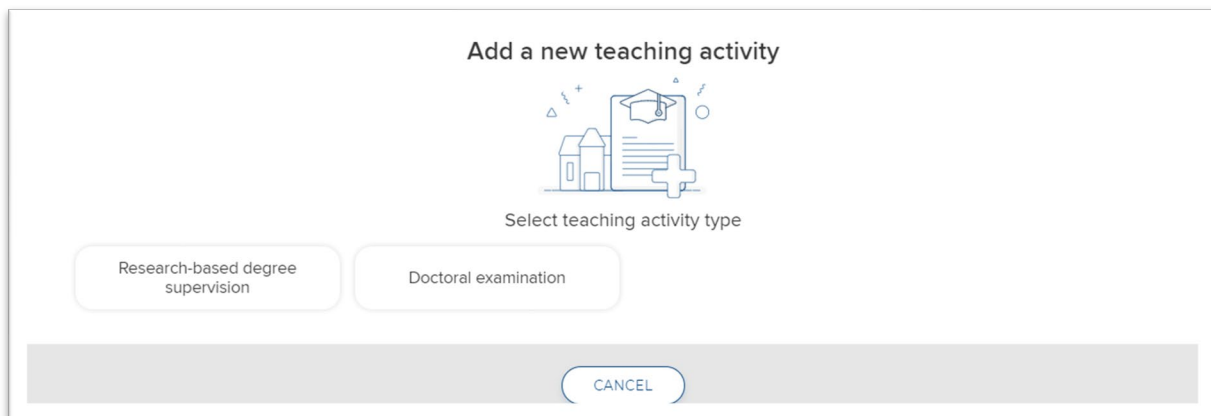 Add a new teaching activity
Select teaching activity type
Research-based degree
supervision
Doctoral examination
CANCEL